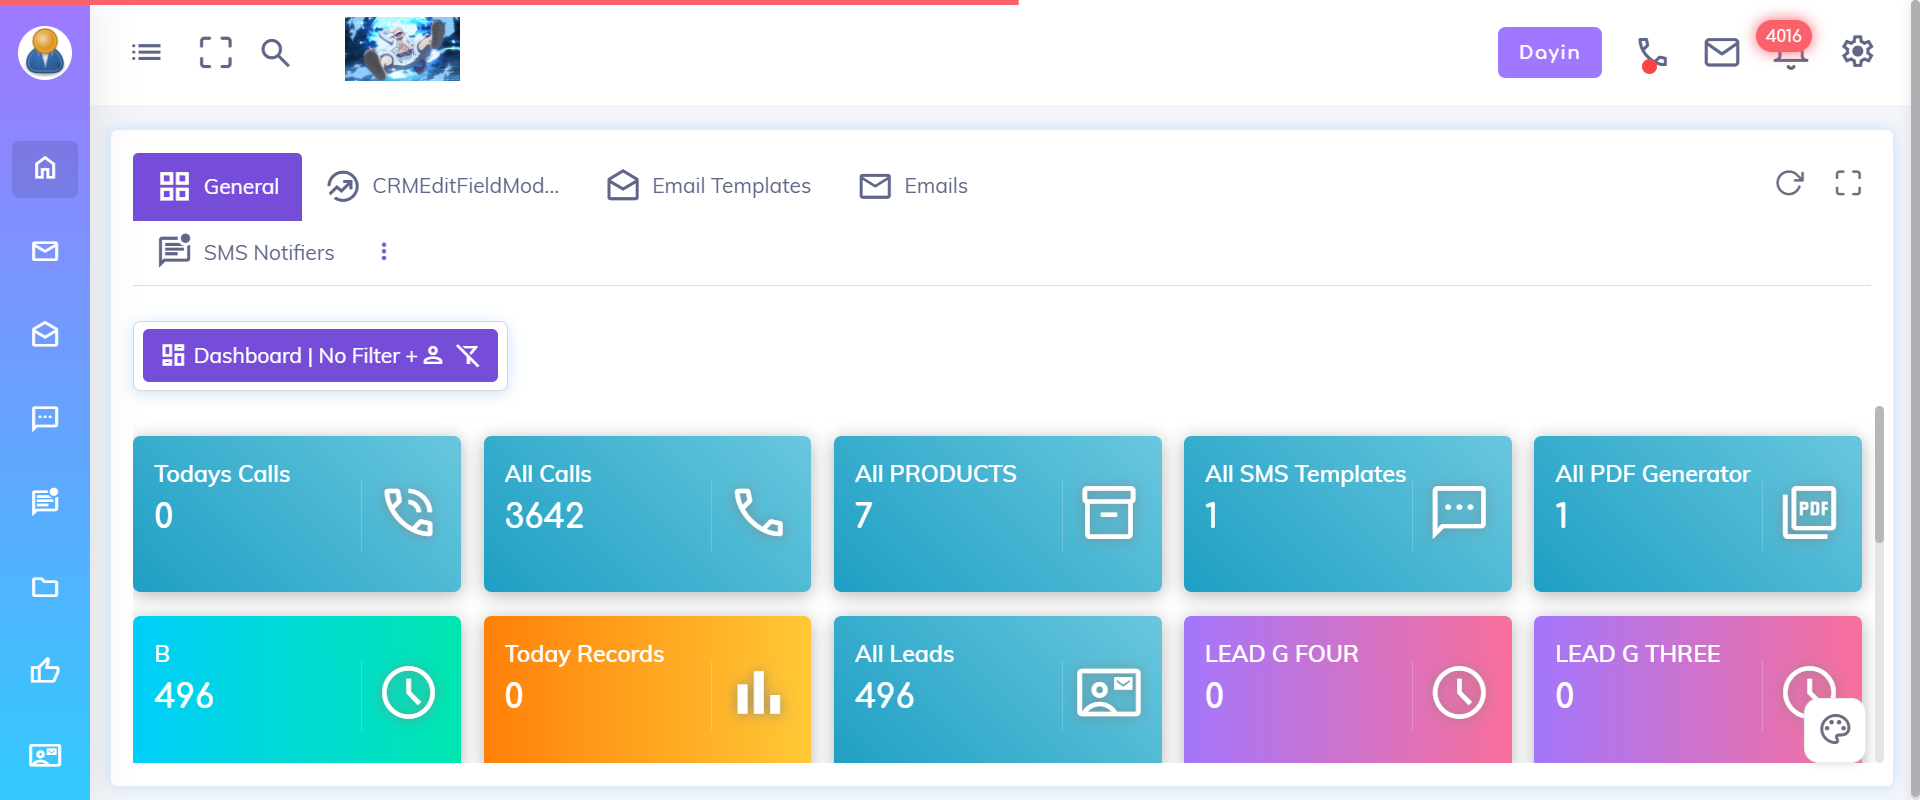 Dayin
4016
General
CRMEditFieldMod...
Email Templates
Emails
SMS Notifiers
Dashboard | No Filter +
Todays Calls
0
All Calls
3642
All PRODUCTS
7
All SMS Templates
1
All PDF Generator
1
PDF
B
496
Today Records
0
All Leads
496
LEAD G FOUR
0
LEAD G THREE
0